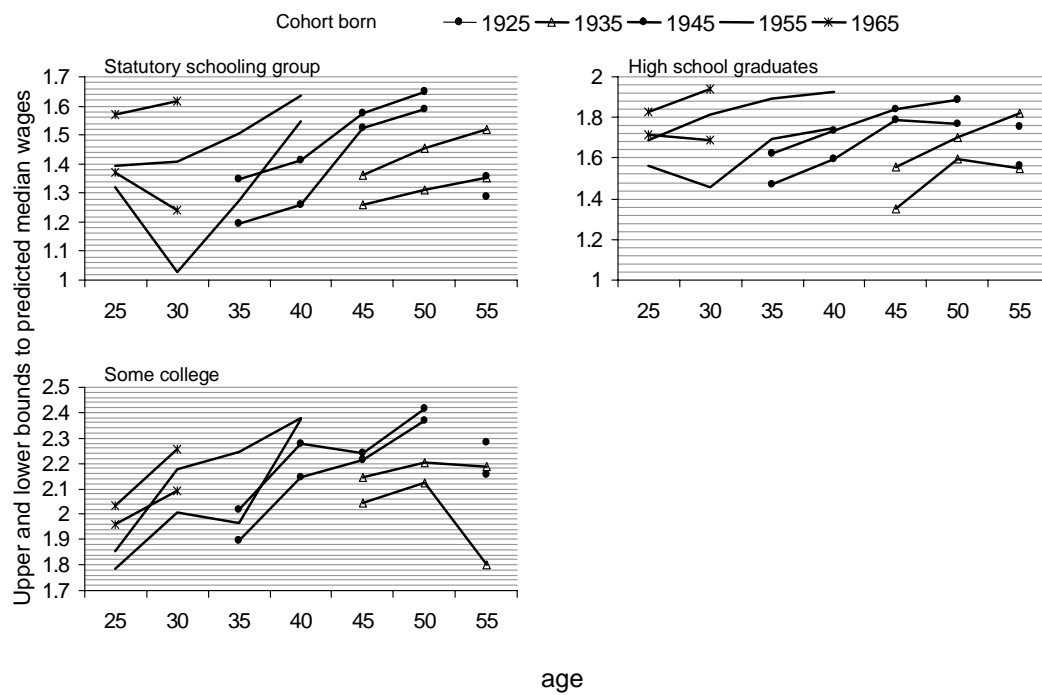 Cohort born 1925 1935 1945 1955 1965
Statutory schooling group
1.7
1.6
1.5
1.4
1.3
1.2
1.1
1
25 30 35 40 45 50 55
High school graduates
2
1.8
1.6
1.4
1.2
1
25 30 35 40 45 50 55
Some college
2.5
2.4
2.3
2.2
2.1
2
1.9
1.8
1.7
25 30 35 40 45 50 55
Upper and lower bounds to predicted median wages
age